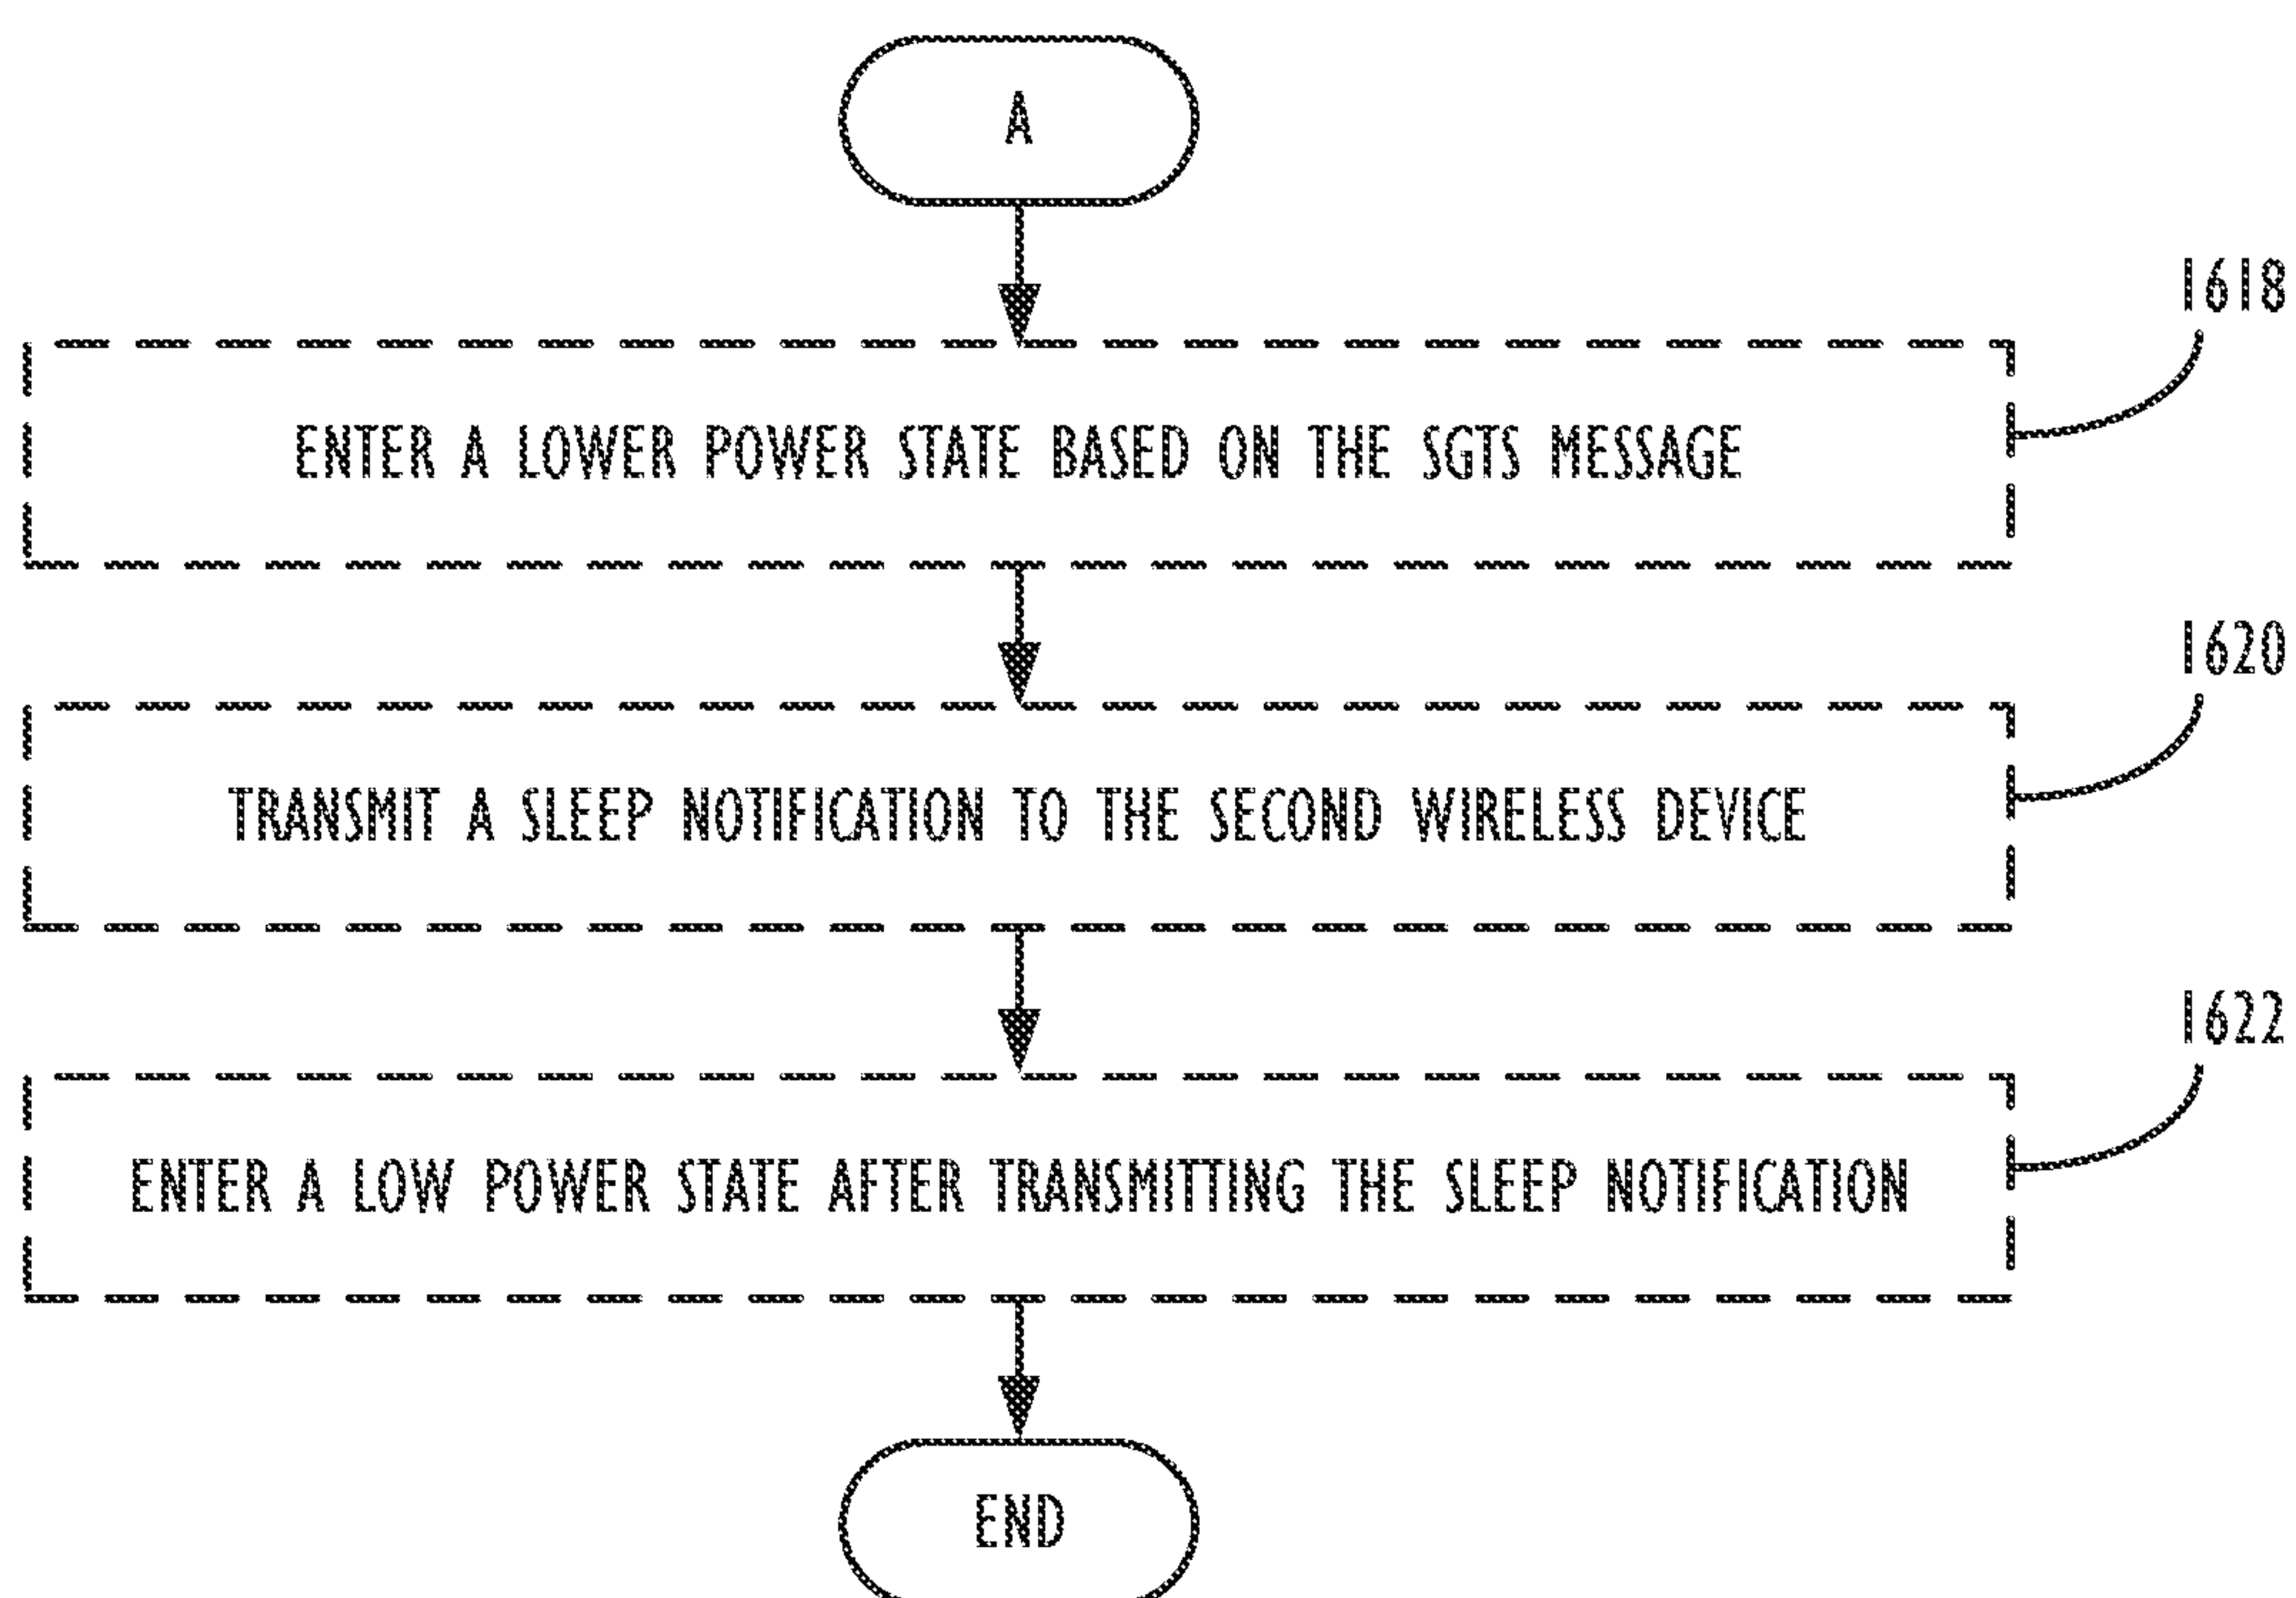 A
1618
ENTER A LOWER POWER STATE BASED ON THE SGTS MESSAGE
1620
TRANSMIT A SLEEP NOTIFICATION TO THE SECOND WIRELESS DEVICE
1622
ENTER A LOW POWER STATE AFTER TRANSMITTING THE SLEEP NOTIFICATION
END